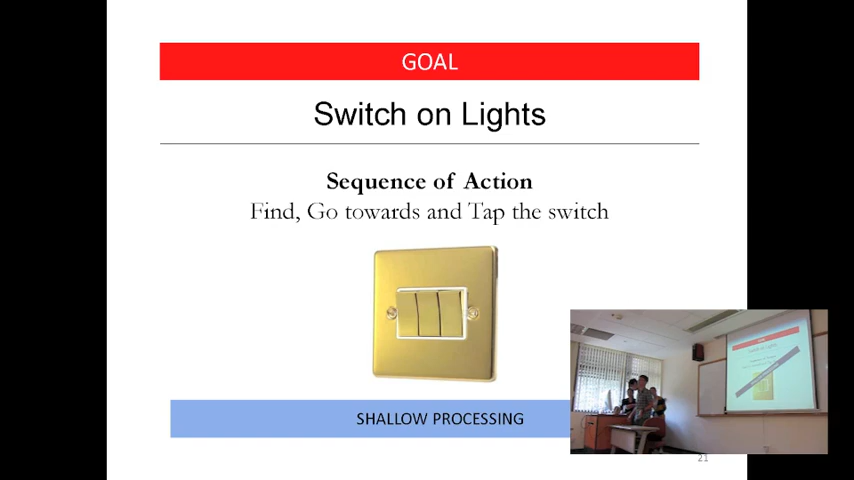 GOAL
Switch on Lights
Sequence of Action
Find, Go towards and Tap the switch
SHALLOW PROCESSING
21